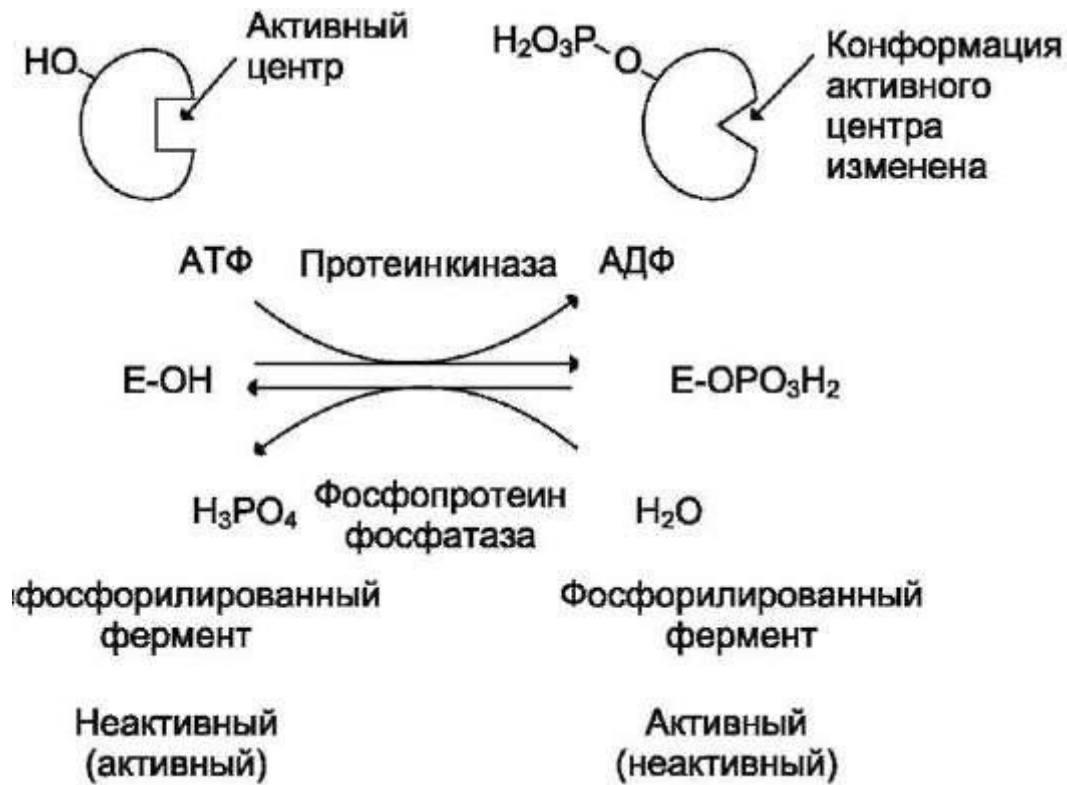 HO
Активный
центр
H₂O₃P
O
Конформация
активного
центра
изменена
АТФ
Протеинкиназа
АДФ
E-OH
E-OPO₃H₂
H₃PO₄
Фосфопротеин
фосфатаза
H₂O
фосфорилированный
фермент
Фосфорилированный
фермент
Неактивный
(активный)
Активный
(неактивный)